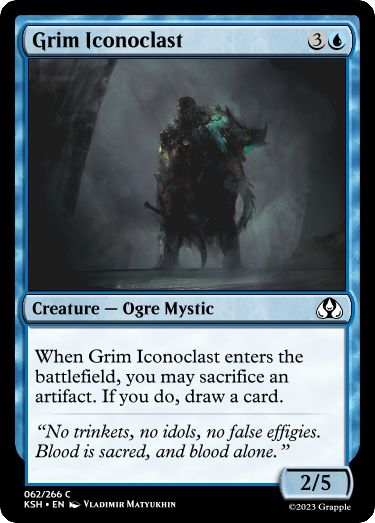 Grim Iconoclast 3
Creature — Ogre Mystic
When Grim Iconoclast enters the
battlefield, you may sacrifice an
artifact. If you do, draw a card.
“No trinkets, no idols, no false effigies.
Blood is sacred, and blood alone.”
2/5
062/266 C
KSH • EN Vladimir Matyukhin
©2023 Grapple